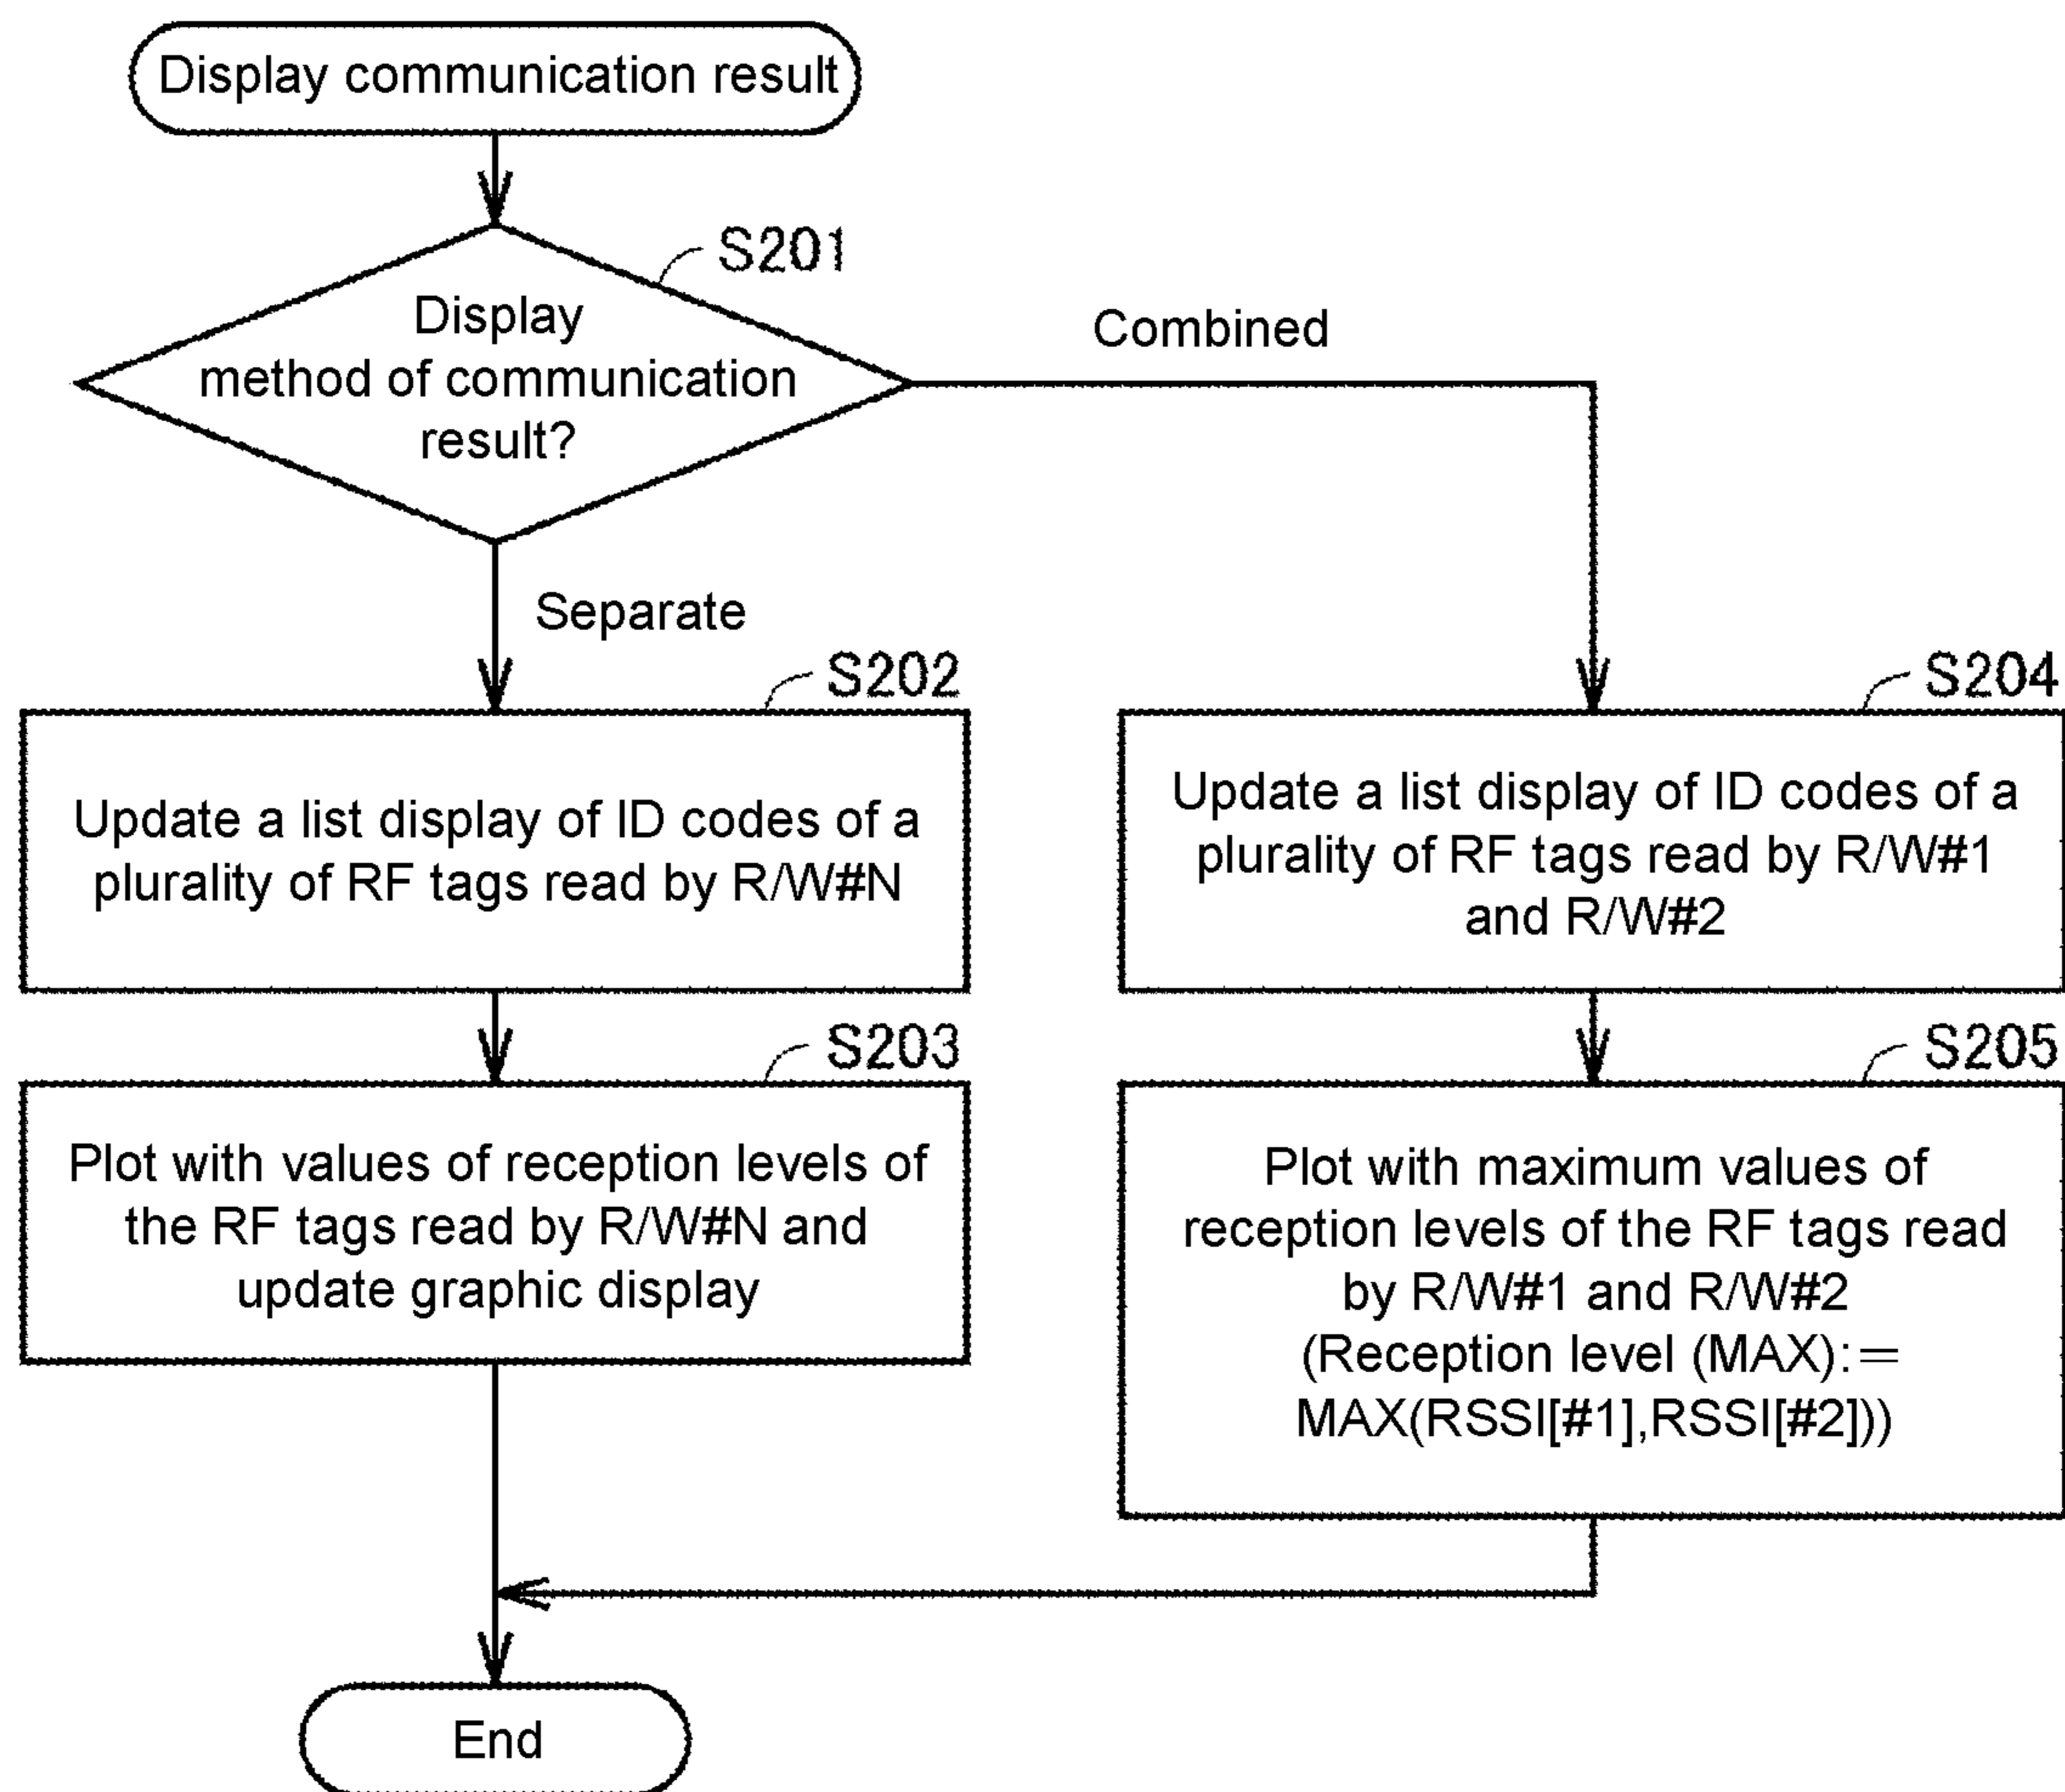 Display communication result
S201
Display
method of communication
result?
Combined
Separate
S202
Update a list display of ID codes of a
plurality of RF tags read by R/W#N
S204
Update a list display of ID codes of a
plurality of RF tags read by R/W#1
and R/W#2
S203
Plot with values of reception levels of
the RF tags read by R/W#N and
update graphic display
S205
Plot with maximum values of
reception levels of the RF tags read
by R/W#1 and R/W#2
(Reception level (MAX):=
MAX(RSSI[#1],RSSI[#2]))
End